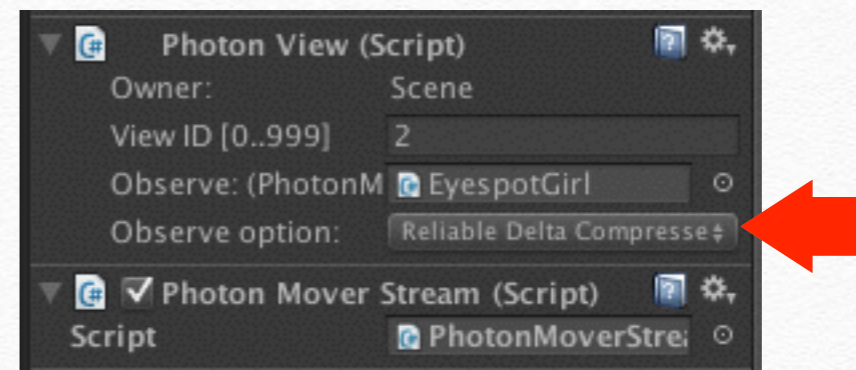 Photon View (Script)
Owner: Scene
View ID [0..999] 2
Observe: (PhotonM EyespotGirl
Observe option: Reliable Delta Compresse
Photon Mover Stream (Script)
Script PhotonMoverStre